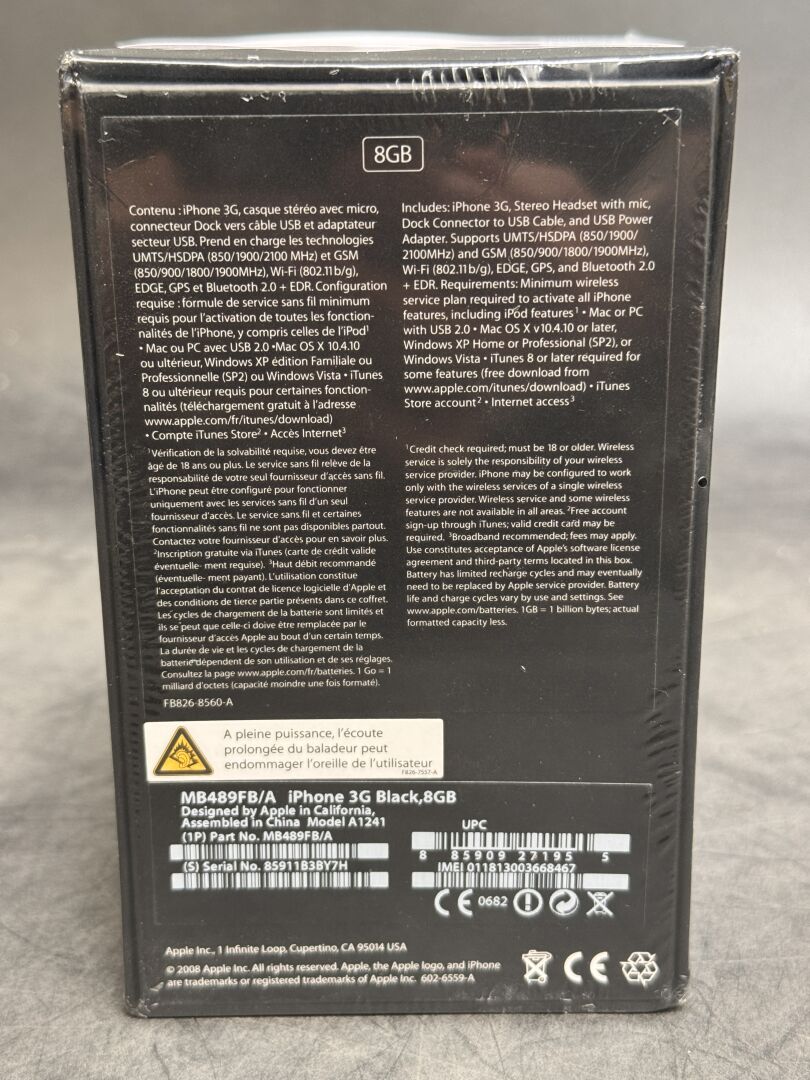 8GB
Contenu : iPhone 3G, casque stéréo avec micro,
connecteur Dock vers câble USB et adaptateur
secteur USB. Prend en charge les technologies
UMTS/HSDPA (850/1900/2100 MHz) et GSM
(850/900/1800/1900MHz), Wi-Fi (802.11b/g),
EDGE, GPS et Bluetooth 2.0 + EDR. Configuration
requise : formule de service sans fil minimum
requis pour l'activation de toutes les fonction-
nalités de l'iPhone, y compris celles de l'iPod¹
• Mac ou PC avec USB 2.0 •Mac OS X 10.4.10
ou ultérieur, Windows XP édition Familiale ou
Professionnelle (SP2) ou Windows Vista • iTunes
8 ou ultérieur requis pour certaines fonction-
nalités (téléchargement gratuit à l'adresse
www.apple.com/fr/itunes/download)
• Compte iTunes Store² • Accès Internet³
¹Vérification de la solvabilité requise, vous devez être
âgé de 18 ans ou plus. Le service sans fil relève de la
responsabilité de votre seul fournisseur d'accès sans fil.
L'iPhone peut être configuré pour fonctionner
uniquement avec les services sans fil d'un seul
fournisseur d'accès. Le service sans fil et certaines
fonctionnalités sans fil ne sont pas disponibles partout.
Contactez votre fournisseur d'accès pour en savoir plus.
²Inscription gratuite via iTunes (carte de crédit valide
éventuelle- ment requise). ³Haut débit recommandé
(éventuelle- ment payant). L'utilisation constitue
l'acceptation du contrat de licence logicielle d'Apple et
des conditions de tierce partie présents dans ce coffret.
Les cycles de chargement de la batterie sont limités et
ils se peut que celle-ci doive être remplacée par le
fournisseur d'accès Apple au bout d'un certain temps.
La durée de vie et les cycles de chargement de la
batterie dépendent de son utilisation et de ses réglages.
Consultez la page www.apple.com/fr/batteries. 1 Go = 1
milliard d'octets (capacité moindre une fois formaté).
FB826-8560-A
Includes: iPhone 3G, Stereo Headset with mic,
Dock Connector to USB Cable, and USB Power
Adapter. Supports UMTS/HSDPA (850/1900/
2100MHz) and GSM (850/900/1800/1900MHz),
Wi-Fi (802.11b/g), EDGE, GPS, and Bluetooth 2.0
+ EDR. Requirements: Minimum wireless
service plan required to activate all iPhone
features, including iPod features¹ • Mac or PC
with USB 2.0 • Mac OS X v10.4.10 or later,
Windows XP Home or Professional (SP2), or
Windows Vista • iTunes 8 or later required for
some features (free download from
www.apple.com/itunes/download) • iTunes
Store account² • Internet access³
¹Credit check required; must be 18 or older. Wireless
service is solely the responsibility of your wireless
service provider. iPhone may be configured to work
only with the wireless services of a single wireless
service provider. Wireless service and some wireless
features are not available in all areas. ²Free account
sign-up through iTunes; valid credit card may be
required. ³Broadband recommended; fees may apply.
Use constitutes acceptance of Apple's software license
agreement and third-party terms located in this box.
Battery has limited recharge cycles and may eventually
need to be replaced by Apple service provider. Battery
life and charge cycles vary by use and settings. See
www.apple.com/batteries. 1GB = 1 billion bytes; actual
formatted capacity less.
A pleine puissance, l'écoute
prolongée du baladeur peut
endommager l'oreille de l'utilisateur
F826-7557-A
MB489FB/A iPhone 3G Black,8GB
Designed by Apple in California,
Assembled in China Model A1241
(1P) Part No. MB489FB/A
(S) Serial No. 85911B3BY7H
UPC
8 85909 27195 5
IMEI 011813003668467
CE 0682
Apple Inc., 1 Infinite Loop, Cupertino, CA 95014 USA
© 2008 Apple Inc. All rights reserved. Apple, the Apple logo, and iPhone
are trademarks or registered trademarks of Apple Inc. 602-6559-A
CE